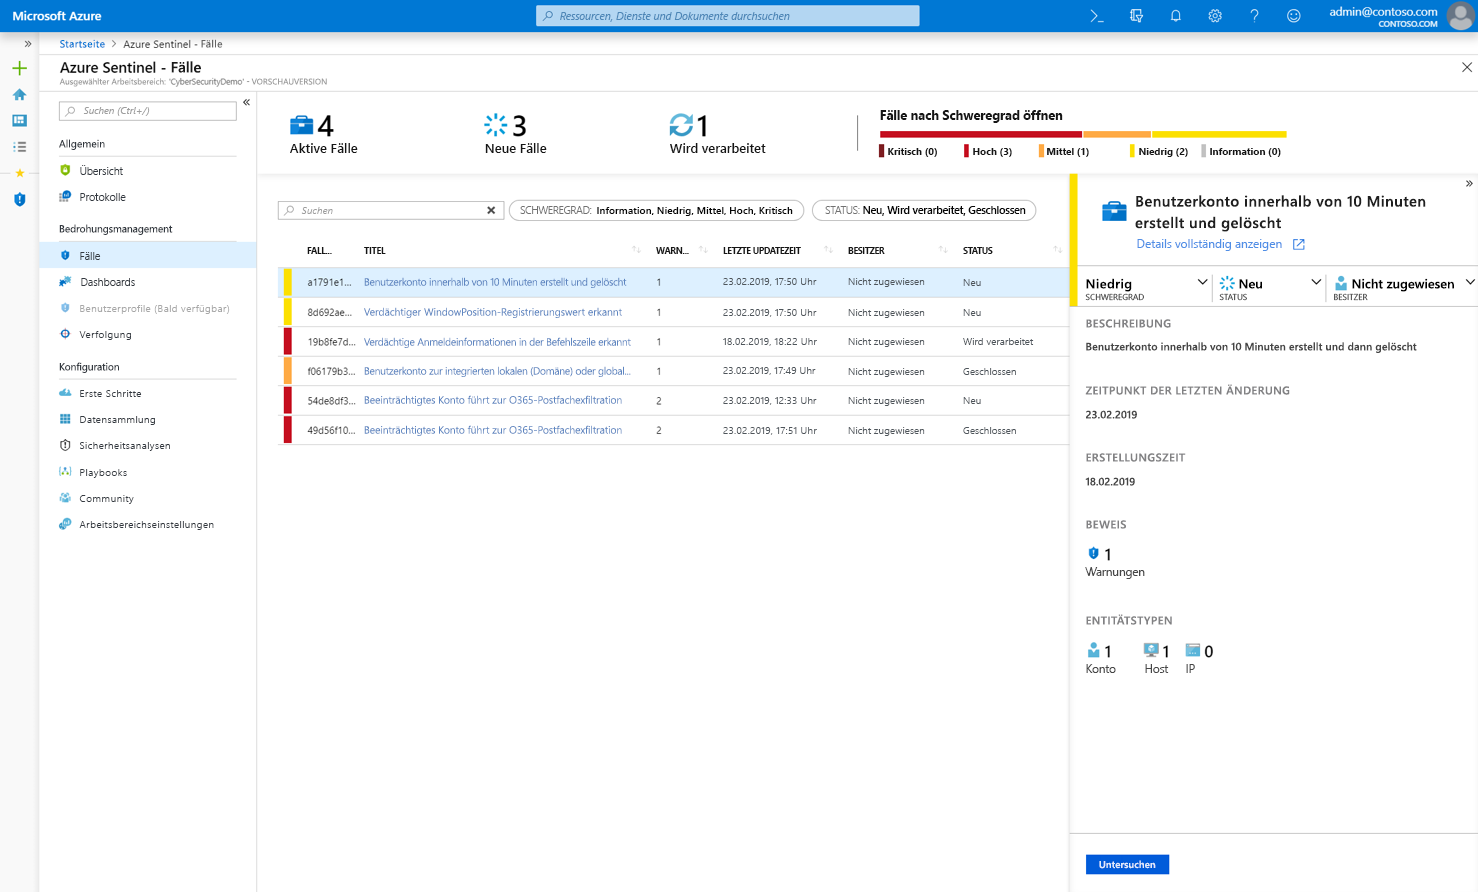 Microsoft Azure
Ressourcen, Dienste und Dokumente durchsuchen
admin@contoso.com
CONTOSO.COM
Startseite > Azure Sentinel - Fälle
Azure Sentinel - Fälle
Ausgewählter Arbeitsbereich: 'CyberSecurityDemo' - VORSCHAUVERSION
Suchen (Ctrl+/)
Allgemein
Übersicht
Protokolle
Bedrohungsmanagement
Fälle
Dashboards
Benutzerprofile (Bald verfügbar)
Verfolgung
Konfiguration
Erste Schritte
Datensammlung
Sicherheitsanalysen
Playbooks
Community
Arbeitsbereichseinstellungen
4
Aktive Fälle
3
Neue Fälle
1
Wird verarbeitet
Fälle nach Schweregrad öffnen
Kritisch (0) Hoch (3) Mittel (1) Niedrig (2) Information (0)
Suchen
SCHWEREGRAD: Information, Niedrig, Mittel, Hoch, Kritisch
STATUS: Neu, Wird verarbeitet, Geschlossen
FALL... TITEL WARN... LETZTE UPDATEZEIT BESITZER STATUS
a1791e1... Benutzerkonto innerhalb von 10 Minuten erstellt und gelöscht 1 23.02.2019, 17:50 Uhr Nicht zugewiesen Neu
8d692ae... Verdächtiger WindowPosition-Registrierungswert erkannt 1 23.02.2019, 17:50 Uhr Nicht zugewiesen Neu
19b8fe7d... Verdächtige Anmeldeinformationen in der Befehlszeile erkannt 1 18.02.2019, 18:22 Uhr Nicht zugewiesen Wird verarbeitet
f06179b3... Benutzerkonto zur integrierten lokalen (Domäne) oder global... 1 23.02.2019, 17:49 Uhr Nicht zugewiesen Geschlossen
54de8df3... Beeinträchtigtes Konto führt zur O365-Postfachexfiltration 2 23.02.2019, 12:33 Uhr Nicht zugewiesen Neu
49d56f10... Beeinträchtigtes Konto führt zur O365-Postfachexfiltration 2 23.02.2019, 17:51 Uhr Nicht zugewiesen Geschlossen
Benutzerkonto innerhalb von 10 Minuten
erstellt und gelöscht
Details vollständig anzeigen
Niedrig
SCHWEREGRAD
Neu
STATUS
Nicht zugewiesen
BESITZER
BESCHREIBUNG
Benutzerkonto innerhalb von 10 Minuten erstellt und dann gelöscht
ZEITPUNKT DER LETZTEN ÄNDERUNG
23.02.2019
ERSTELLUNGSZEIT
18.02.2019
BEWEIS
1
Warnungen
ENTITÄTSTYPEN
1 1 0
Konto Host IP
Untersuchen